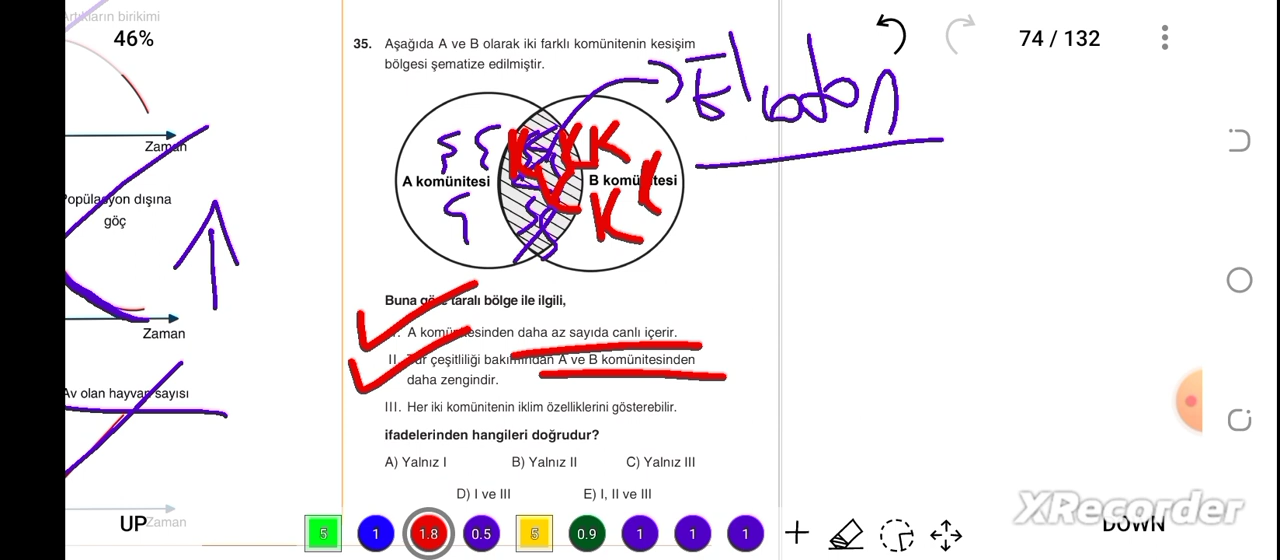 Artıkların birikimi
46%
Zaman
Popülasyon dışına
göç
Zaman
Av olan hayvan sayısı
UP
Zaman
35. Aşağıda A ve B olarak iki farklı komünitenin kesişim
bölgesi şematize edilmiştir.
A komünitesi
B komünitesi
K K K
K
K
Buna göre taralı bölge ile ilgili,
I. A komünitesinden daha az sayıda canlı içerir.
II. Tür çeşitliliği bakımından A ve B komünitesinden
daha zengindir.
III. Her iki komünitenin iklim özelliklerini gösterebilir.
ifadelerinden hangileri doğrudur?
A) Yalnız I B) Yalnız II C) Yalnız III
D) I ve III E) I, II ve III
74 / 132
5 1 1.8 0.5 5 0.9 1 1 1
XRecorder
DOWN